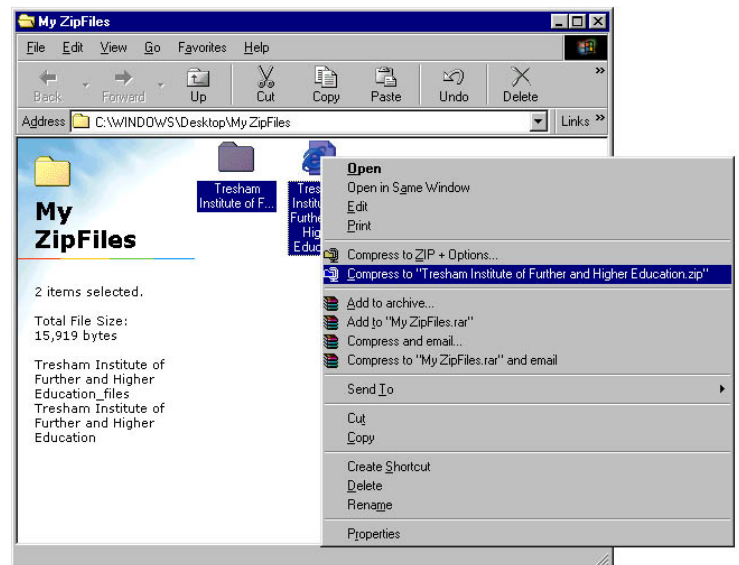 My ZipFiles
File Edit View Go Favorites Help
Back Forward Up Cut Copy Paste Undo Delete »
Address C:\WINDOWS\Desktop\My ZipFiles Links »
My
ZipFiles
2 items selected.
Total File Size:
15,919 bytes
Tresham Institute of
Further and Higher
Education_files
Tresham Institute of
Further and Higher
Education
Tresham
Institute of F...
Open
Open in Same Window
Edit
Print
Compress to ZIP + Options...
Compress to "Tresham Institute of Further and Higher Education.zip"
Add to archive...
Add to "My ZipFiles.rar"
Compress and email...
Compress to "My ZipFiles.rar" and email
Send To
Cut
Copy
Create Shortcut
Delete
Rename
Properties